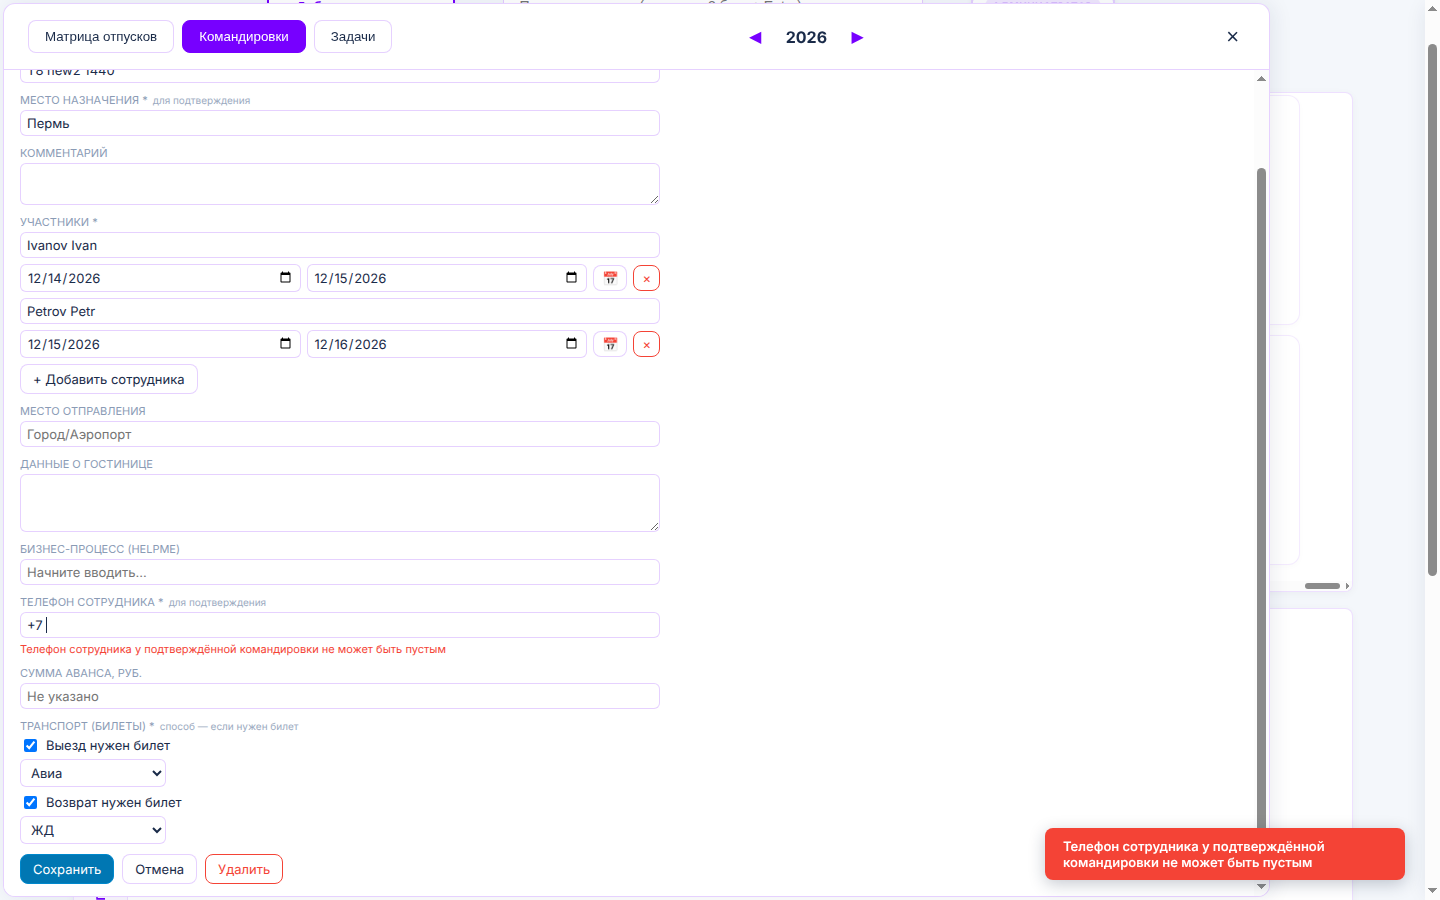 Матрица отпусков
Командировки
Задачи
◀ 2026 ▶
×
T8 new2 1440
МЕСТО НАЗНАЧЕНИЯ * для подтверждения
Пермь
КОММЕНТАРИЙ
УЧАСТНИКИ *
Ivanov Ivan
12/14/2026 12/15/2026 ×
Petrov Petr
12/15/2026 12/16/2026 ×
+ Добавить сотрудника
МЕСТО ОТПРАВЛЕНИЯ
Город/Аэропорт
ДАННЫЕ О ГОСТИНИЦЕ
БИЗНЕС-ПРОЦЕСС (HELPME)
Начните вводить...
ТЕЛЕФОН СОТРУДНИКА * для подтверждения
+7
Телефон сотрудника у подтверждённой командировки не может быть пустым
СУММА АВАНСА, РУБ.
Не указано
ТРАНСПОРТ (БИЛЕТЫ) * способ — если нужен билет
Выезд нужен билет
Авиа
Возврат нужен билет
ЖД
Сохранить
Отмена
Удалить
Телефон сотрудника у подтверждённой
командировки не может быть пустым